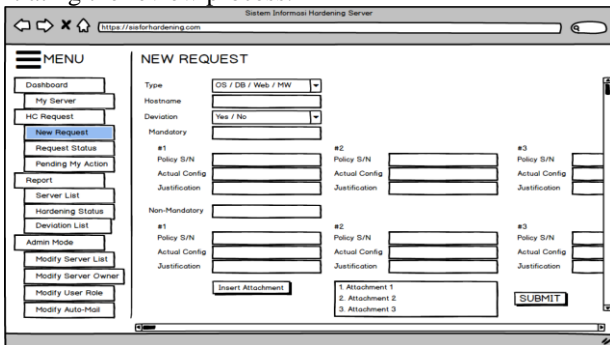 Sistem Informasi Hardening Server
https://sisforhardening.com
MENU
Dashboard
My Server
HC Request
New Request
Request Status
Pending My Action
Report
Server List
Hardening Status
Deviation List
Admin Mode
Modify Server List
Modify Server Owner
Modify User Role
Modify Auto-Mail
NEW REQUEST
Type OS / DB / Web / MW
Hostname
Deviation Yes / No
Mandatory
#1 #2 #3
Policy S/N Policy S/N Policy S/N
Actual Config Actual Config Actual Config
Justification Justification Justification
Non-Mandatory
#1 #2 #3
Policy S/N Policy S/N Policy S/N
Actual Config Actual Config Actual Config
Justification Justification Justification
Insert Attachment
1. Attachment 1
2. Attachment 2
3. Attachment 3
SUBMIT